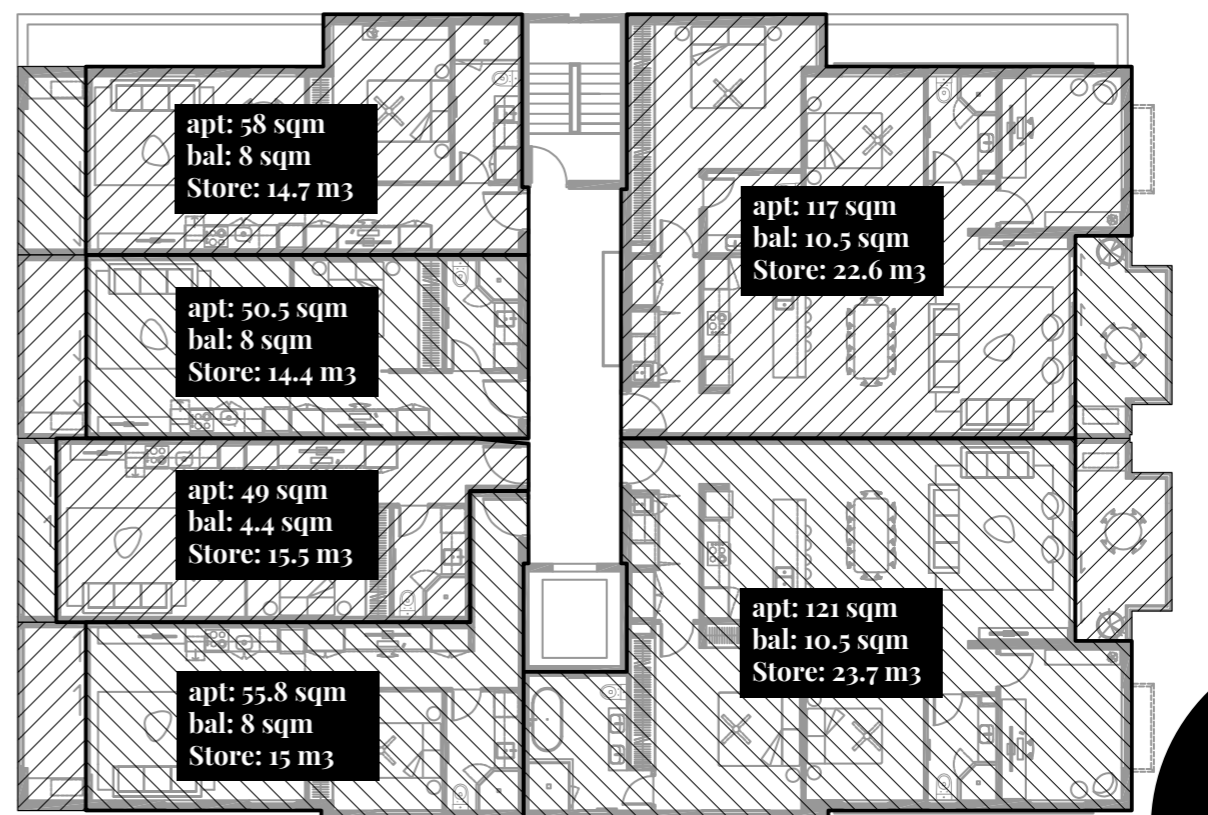 apt: 58 sqm
bal: 8 sqm
Store: 14.7 m3
apt: 117 sqm
bal: 10.5 sqm
Store: 22.6 m3
apt: 50.5 sqm
bal: 8 sqm
Store: 14.4 m3
apt: 49 sqm
bal: 4.4 sqm
Store: 15.5 m3
apt: 121 sqm
bal: 10.5 sqm
Store: 23.7 m3
apt: 55.8 sqm
bal: 8 sqm
Store: 15 m3